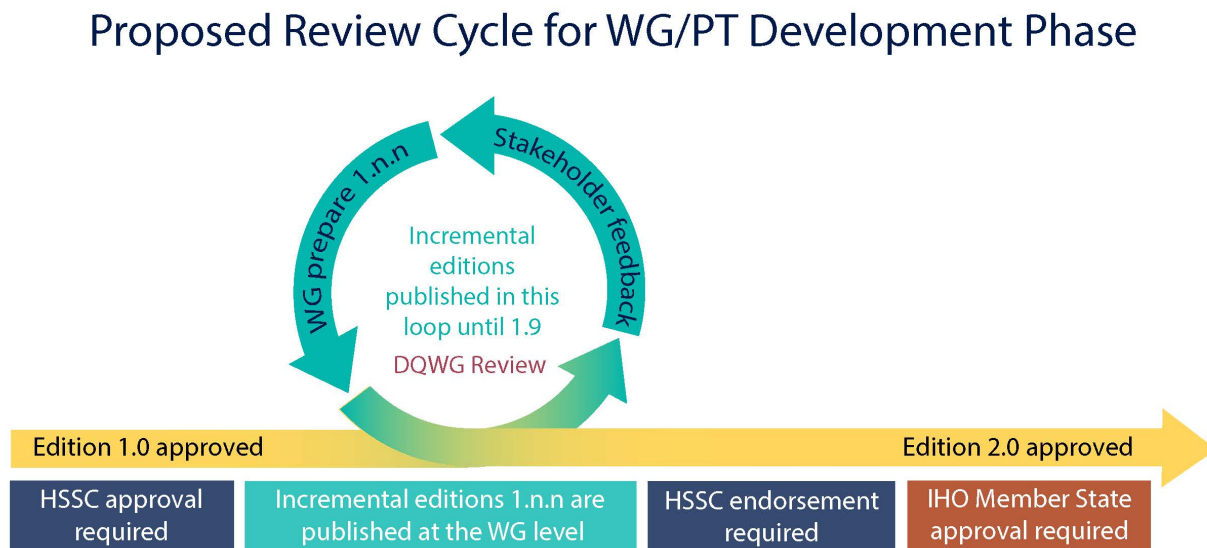 Proposed Review Cycle for WG/PT Development Phase
WG prepare 1.n.n
Stakeholder feedback
Incremental
editions
published in this
loop until 1.9
DQWG Review
Edition 1.0 approved
Edition 2.0 approved
HSSC approval
required
Incremental editions 1.n.n are
published at the WG level
HSSC endorsement
required
IHO Member State
approval required